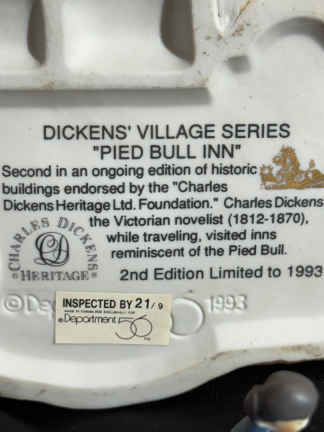 DICKENS' VILLAGE SERIES
"PIED BULL INN"
Second in an ongoing edition of historic
buildings endorsed by the "Charles
Dickens Heritage Ltd. Foundation." Charles Dickens
the Victorian novelist (1812-1870),
while traveling, visited inns
reminiscent of the Pied Bull.
2nd Edition Limited to 1993
CHARLES DICKENS
CD
HERITAGE
©De 1993
INSPECTED BY 21/9
Department 56